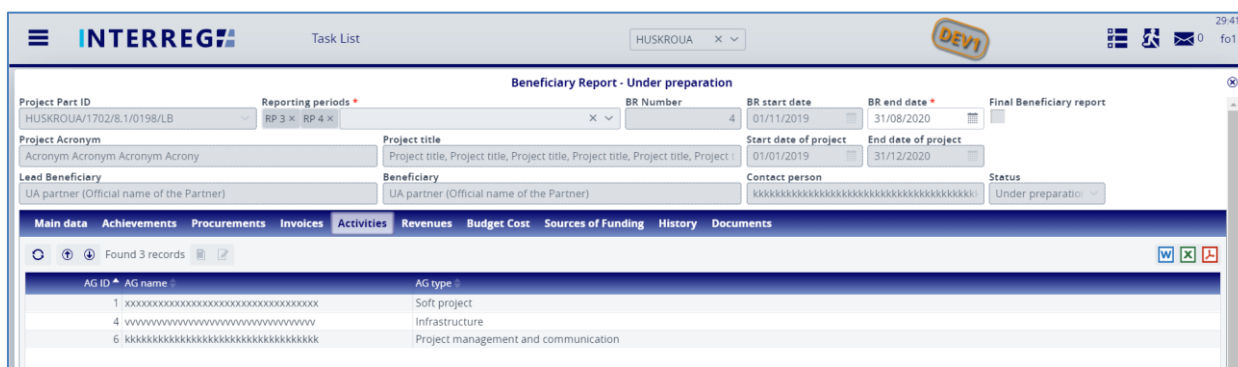 INTERREG Task List HUSKROUA DEV1 0 29:41 fo1
Beneficiary Report - Under preparation
Project Part ID Reporting periods * BR Number BR start date BR end date * Final Beneficiary report
HUSKROUA/1702/8.1/0198/LB RP 3 × RP 4 × 4 01/11/2019 31/08/2020
Project Acronym Project title Start date of project End date of project
Acronym Acronym Acronym Acrony Project title, Project title, Project title, Project title, Project title, Project t 01/01/2019 31/12/2020
Lead Beneficiary Beneficiary Contact person Status
UA partner (Official name of the Partner) UA partner (Official name of the Partner) Under preparation
Main data Achievements Procurements Invoices Activities Revenues Budget Cost Sources of Funding History Documents
Found 3 records W X
AG ID AG name AG type
1 xxxxxxxxxxxxxxxxxxxxxxxxxxxxxxxxxxx Soft project
4 vvvvvvvvvvvvvvvvvvvvvvvvvvvvvvvvvv Infrastructure
6 kkkkkkkkkkkkkkkkkkkkkkkkkkkkkkkkkkk Project management and communication